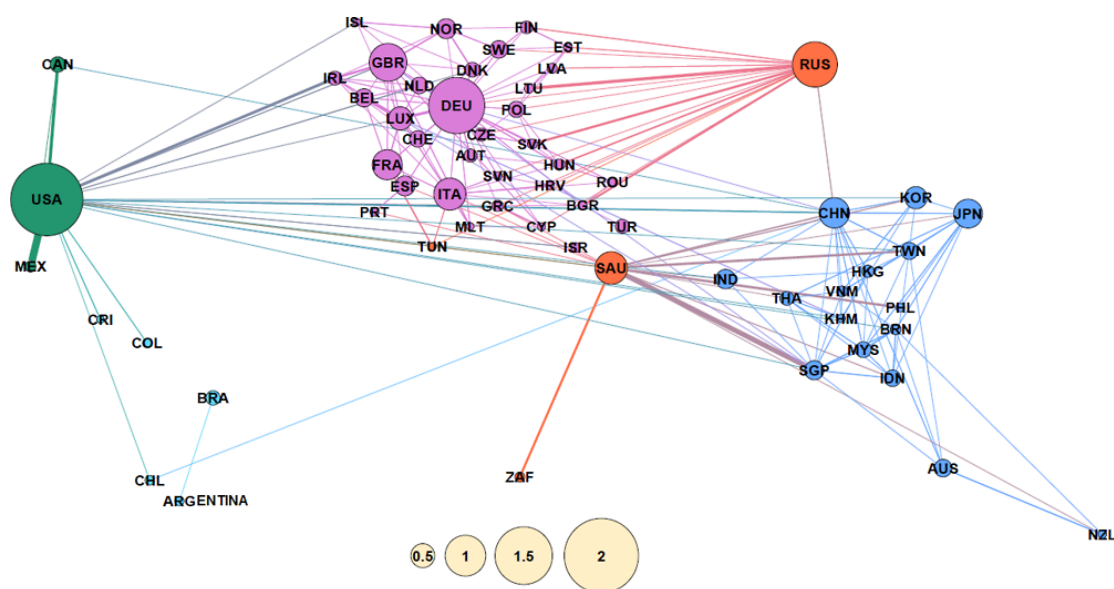 ISL
NOR
FIN
SWE
EST
CAN
GBR
DNK
LVA
RUS
IRL
NLD
LTU
BEL
DEU
POL
LUX
CHE
CZE
SVK
AUT
HUN
FRA
SVN
ROU
ESP
ITA
HRV
USA
PRT
GRC
BGR
KOR
JPN
CHN
MLT
CYP
TUR
TUN
ISR
TWN
MEX
SAU
HKG
IND
VNM
THA
PHL
CRI
KHM
BRN
COL
MYS
SGP
IDN
BRA
AUS
CHL
ZAF
ARGENTINA
NZL
0.5
1
1.5
2